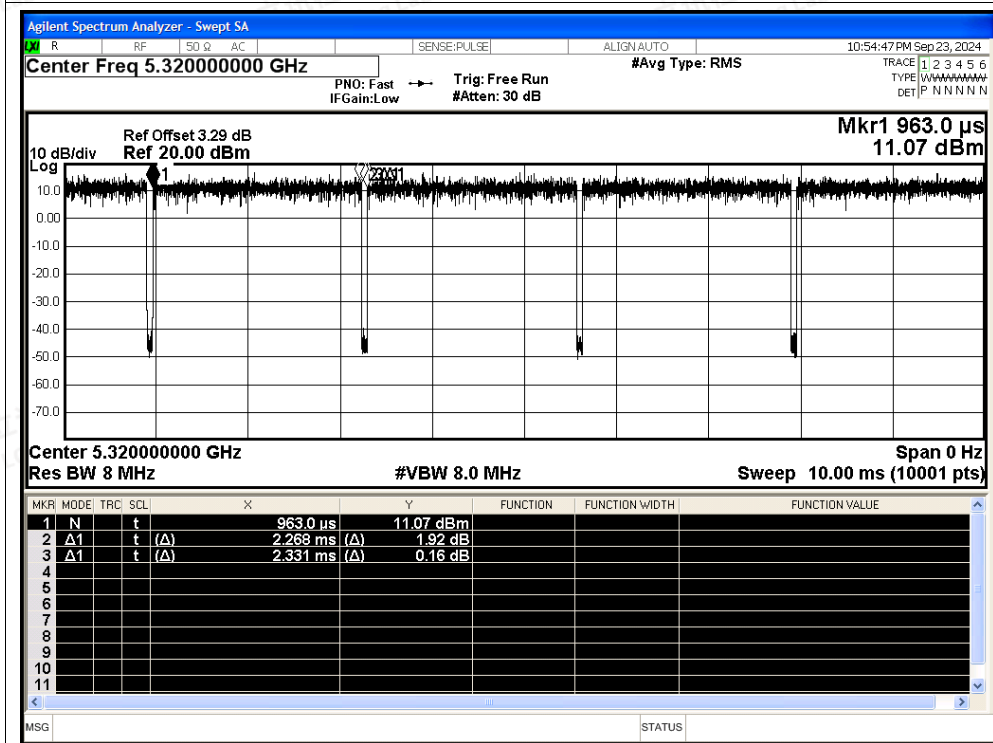 Agilent Spectrum Analyzer - Swept SA
LXI R RF 50 Ω AC SENSE:PULSE ALIGN AUTO 10:54:47 PM Sep 23, 2024
Center Freq 5.320000000 GHz #Avg Type: RMS TRACE 1 2 3 4 5 6
PNO: Fast Trig: Free Run TYPE WWWWWW
IFGain:Low #Atten: 30 dB DET P N N N N N
Mkr1 963.0 µs
Ref Offset 3.29 dB
10 dB/div Ref 20.00 dBm 11.07 dBm
Log
1
10.0
0.00
-10.0
-20.0
-30.0
-40.0
-50.0
-60.0
-70.0
Center 5.320000000 GHz Span 0 Hz
Res BW 8 MHz #VBW 8.0 MHz Sweep 10.00 ms (10001 pts)
MKR MODE TRC SCL X Y FUNCTION FUNCTION WIDTH FUNCTION VALUE
1 N t 963.0 µs 11.07 dBm
2 Δ1 t (Δ) 2.268 ms (Δ) 1.92 dB
3 Δ1 t (Δ) 2.331 ms (Δ) 0.16 dB
4
5
6
7
8
9
10
11
MSG STATUS